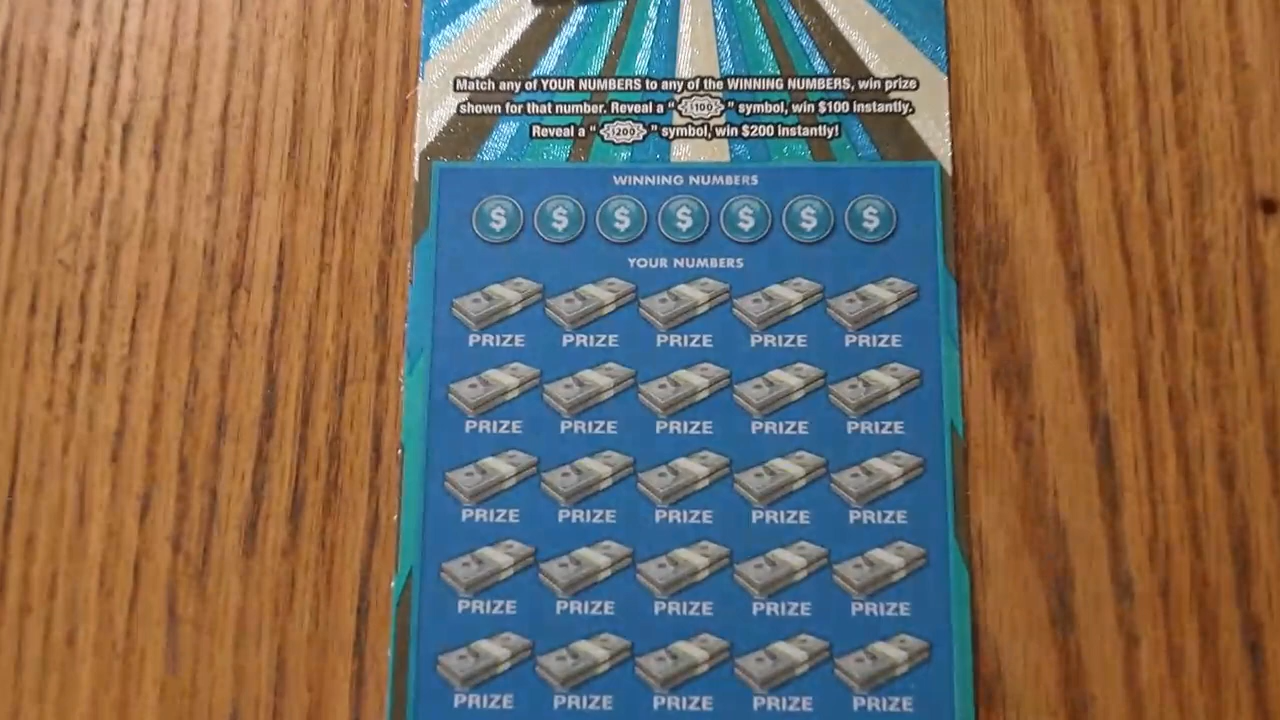 Match any of YOUR NUMBERS to any of the WINNING NUMBERS, win prize
shown for that number. Reveal a " $100 " symbol, win $100 instantly.
Reveal a " $200 " symbol, win $200 instantly!
WINNING NUMBERS
$ $ $ $ $ $ $
YOUR NUMBERS
PRIZE PRIZE PRIZE PRIZE PRIZE
PRIZE PRIZE PRIZE PRIZE PRIZE
PRIZE PRIZE PRIZE PRIZE PRIZE
PRIZE PRIZE PRIZE PRIZE PRIZE
PRIZE PRIZE PRIZE PRIZE PRIZE